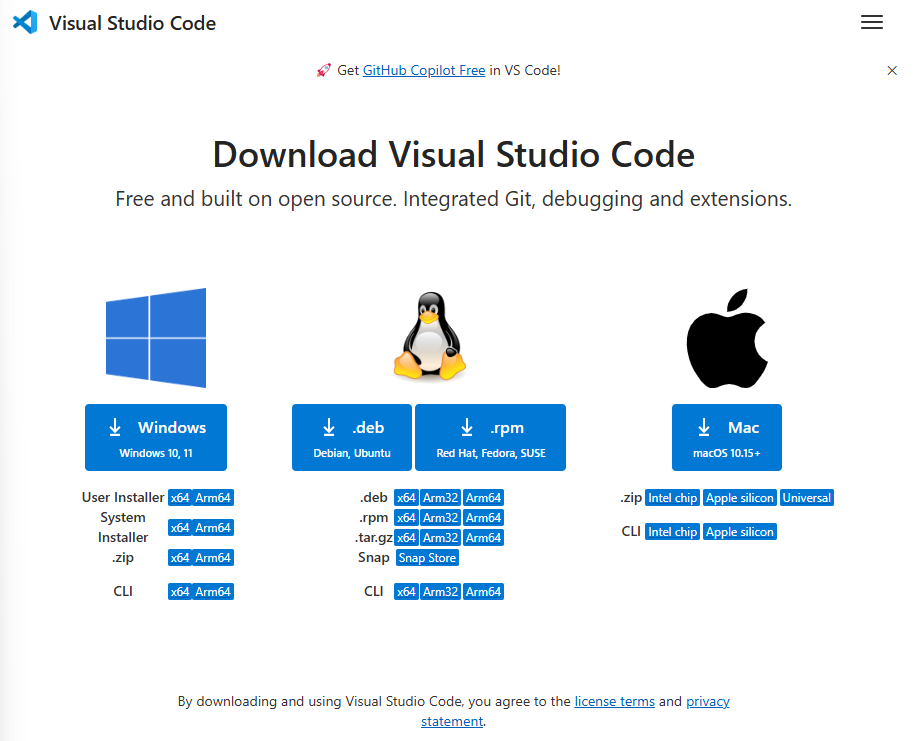 Visual Studio Code
🚀 Get GitHub Copilot Free in VS Code!
Download Visual Studio Code
Free and built on open source. Integrated Git, debugging and extensions.
Windows
Windows 10, 11
User Installer x64 Arm64
System
Installer x64 Arm64
.zip x64 Arm64
CLI x64 Arm64
.deb
Debian, Ubuntu
.rpm
Red Hat, Fedora, SUSE
.deb x64 Arm32 Arm64
.rpm x64 Arm32 Arm64
.tar.gz x64 Arm32 Arm64
Snap Snap Store
CLI x64 Arm32 Arm64
Mac
macOS 10.15+
.zip Intel chip Apple silicon Universal
CLI Intel chip Apple silicon
By downloading and using Visual Studio Code, you agree to the license terms and privacy
statement.